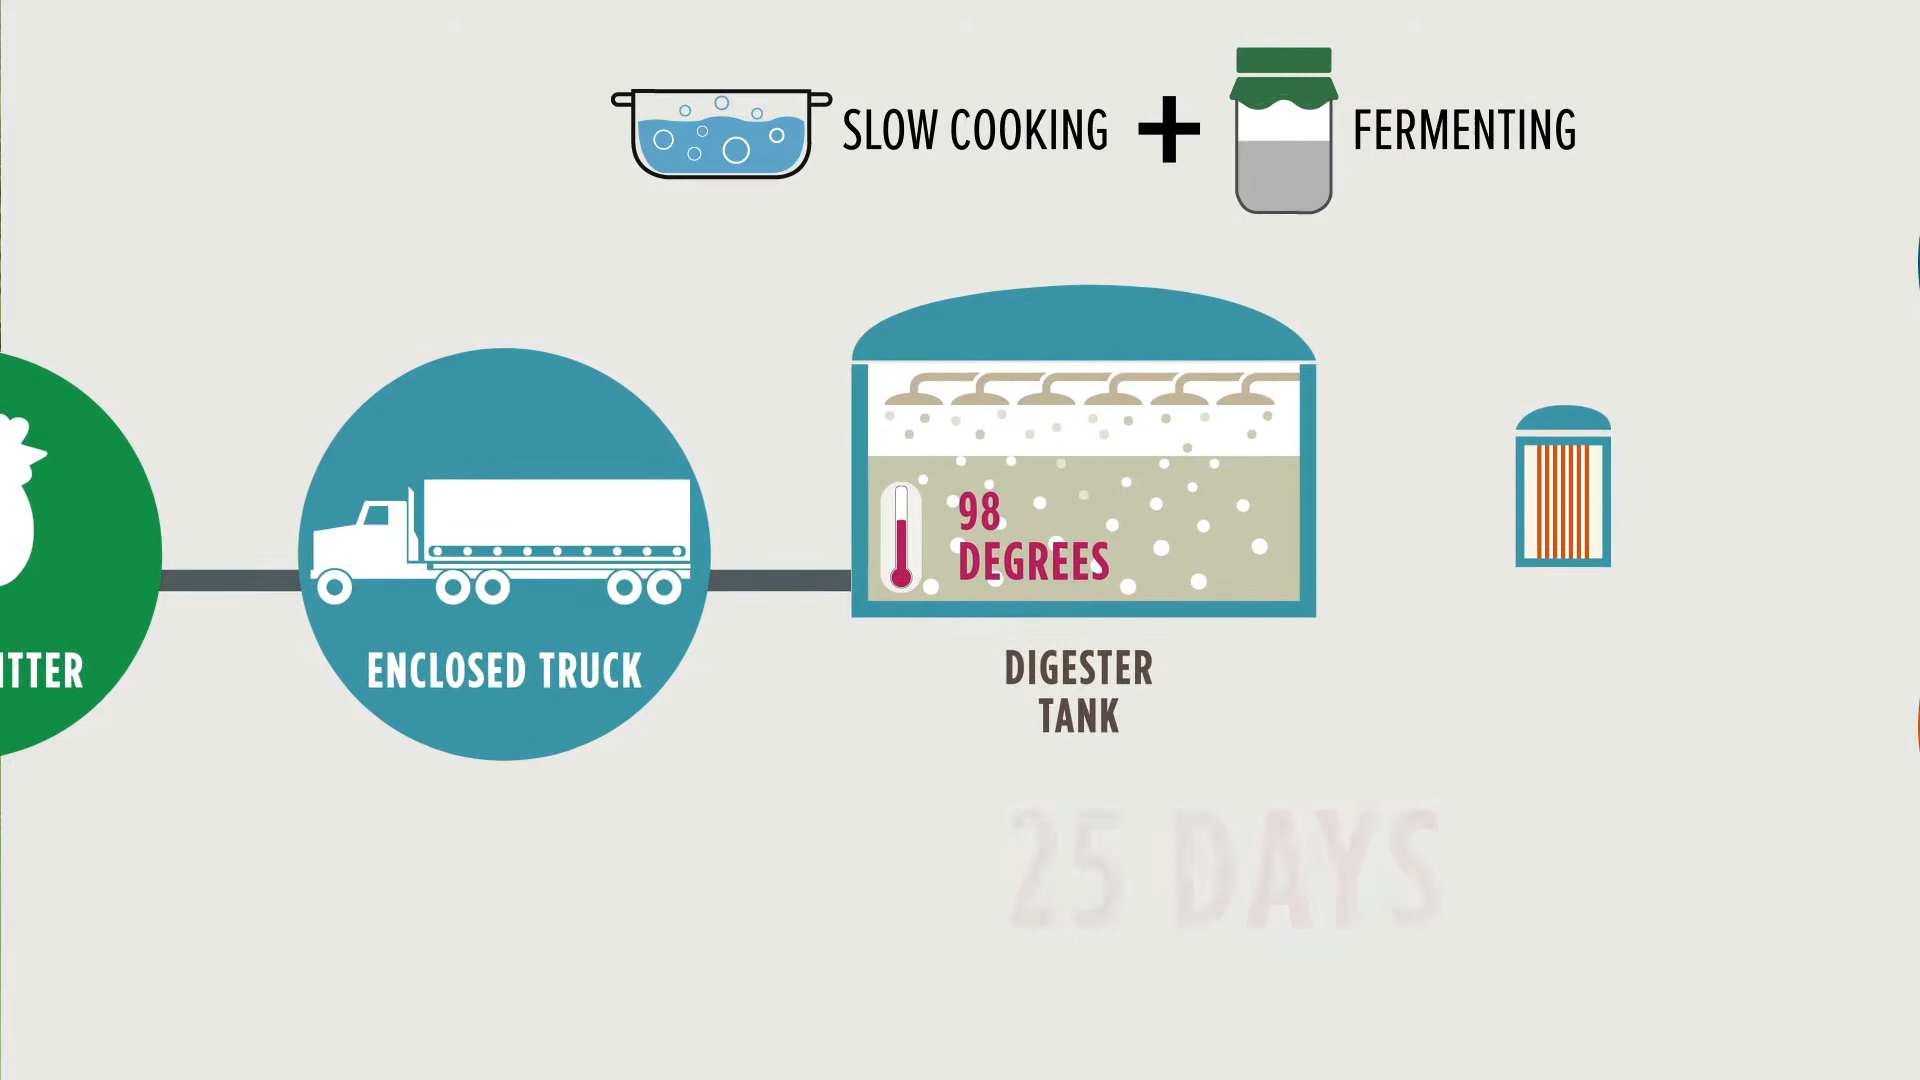 SLOW COOKING
FERMENTING
98
DEGREES
ITTER
ENCLOSED TRUCK
DIGESTER
TANK
25 DAYS